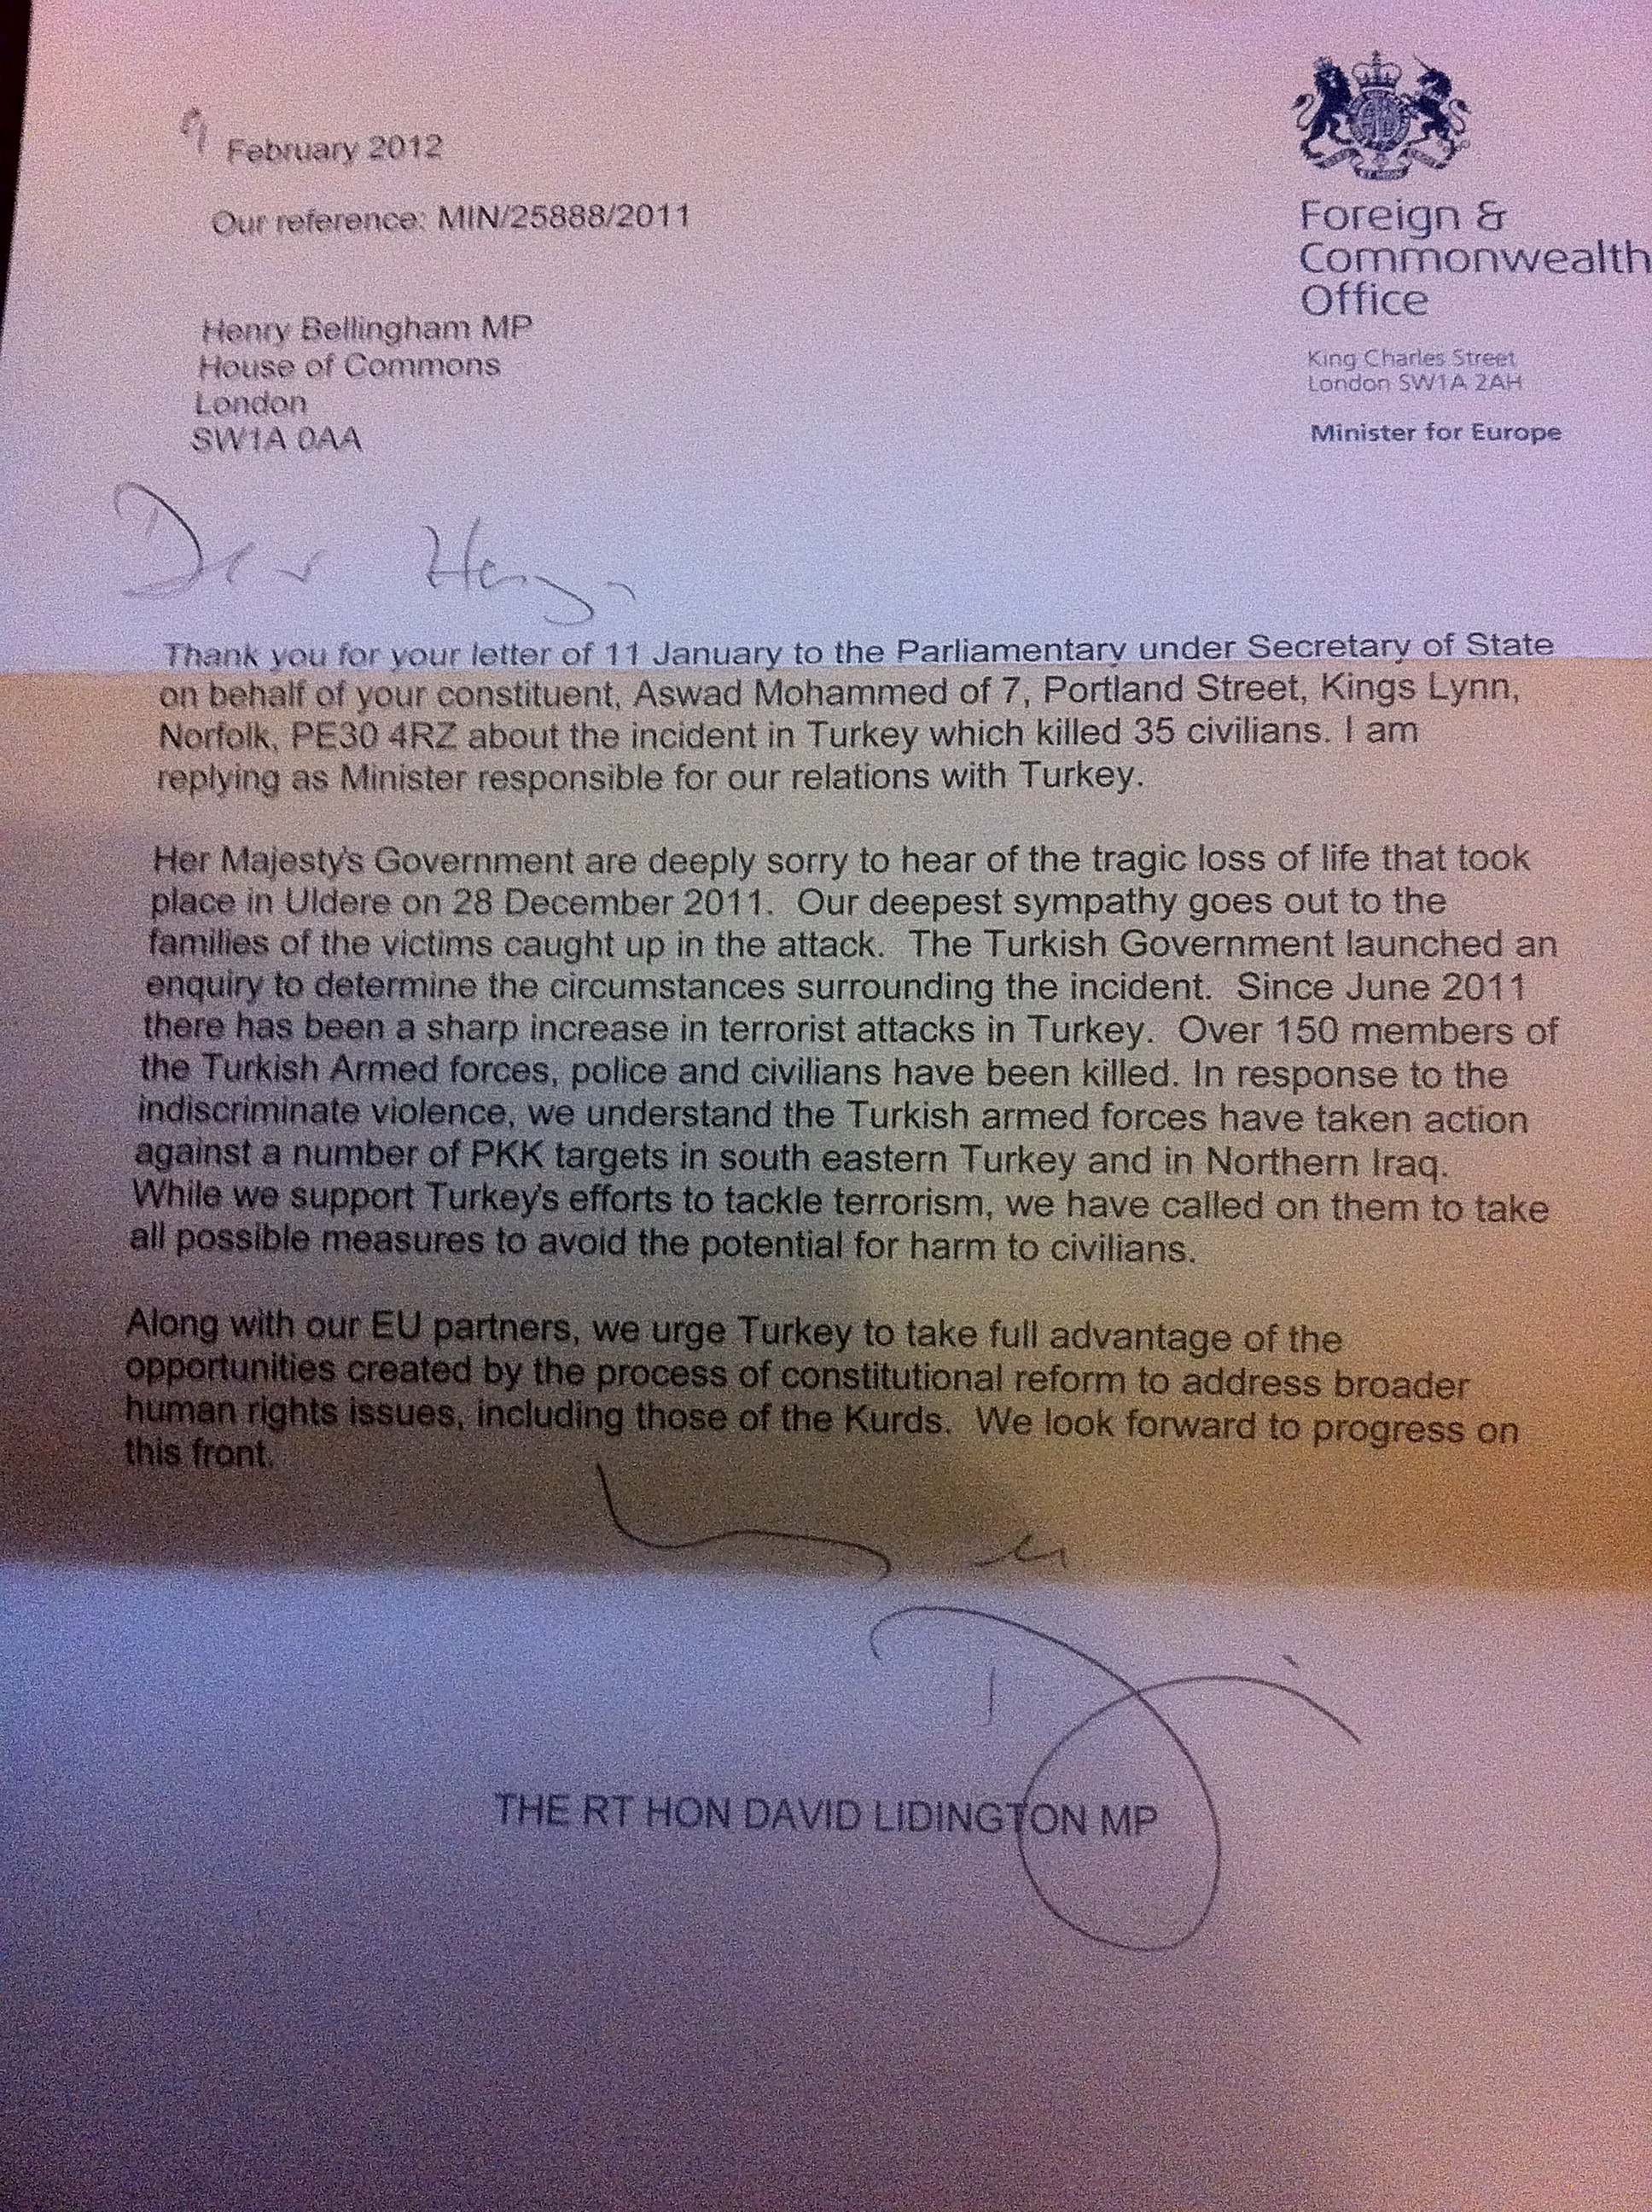 9 February 2012
Our reference: MIN/25888/2011
Foreign &
Commonwealth
Office
King Charles Street
London SW1A 2AH
Minister for Europe
Henry Bellingham MP
House of Commons
London
SW1A 0AA
Dear Henry
Thank you for your letter of 11 January to the Parliamentary under Secretary of State
on behalf of your constituent, Aswad Mohammed of 7, Portland Street, Kings Lynn,
Norfolk, PE30 4RZ about the incident in Turkey which killed 35 civilians. I am
replying as Minister responsible for our relations with Turkey.
Her Majesty's Government are deeply sorry to hear of the tragic loss of life that took
place in Uldere on 28 December 2011. Our deepest sympathy goes out to the
families of the victims caught up in the attack. The Turkish Government launched an
enquiry to determine the circumstances surrounding the incident. Since June 2011
there has been a sharp increase in terrorist attacks in Turkey. Over 150 members of
the Turkish Armed forces, police and civilians have been killed. In response to the
indiscriminate violence, we understand the Turkish armed forces have taken action
against a number of PKK targets in south eastern Turkey and in Northern Iraq.
While we support Turkey's efforts to tackle terrorism, we have called on them to take
all possible measures to avoid the potential for harm to civilians.
Along with our EU partners, we urge Turkey to take full advantage of the
opportunities created by the process of constitutional reform to address broader
human rights issues, including those of the Kurds. We look forward to progress on
this front.
THE RT HON DAVID LIDINGTON MP